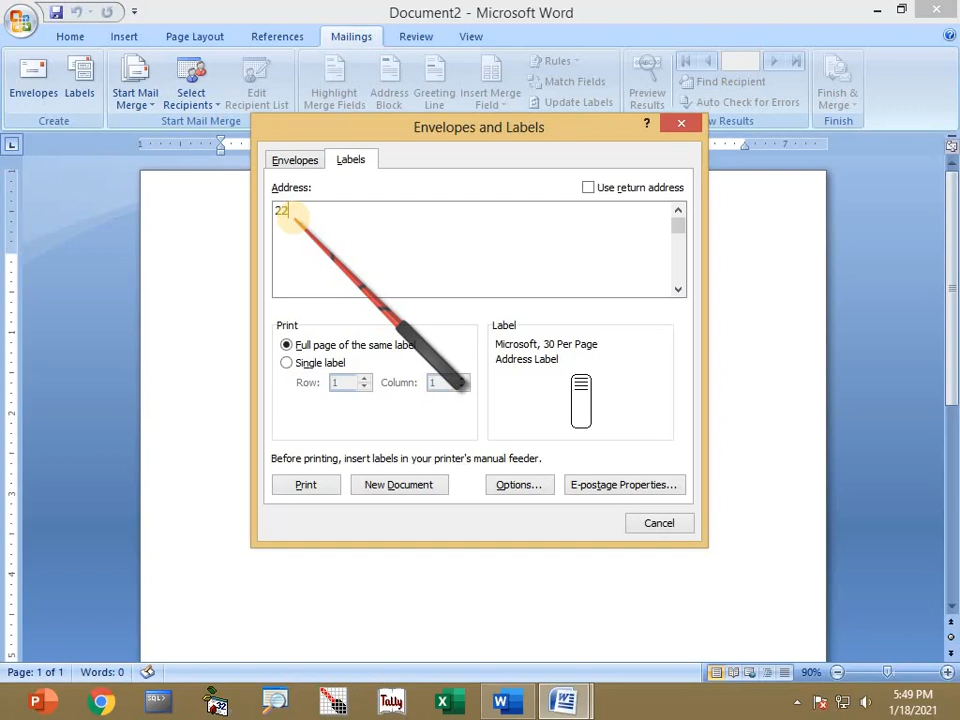 Document2 - Microsoft Word
Home Insert Page Layout References Mailings Review View
Envelopes
Labels
Start Mail
Merge
Select
Recipients
Edit
Recipient List
Highlight
Merge Fields
Address
Block
Greeting
Line
Insert Merge
Field
Rules
Match Fields
Update Labels
Preview
Results
Find Recipient
Auto Check for Errors
Finish &
Merge
Create
Start Mail Merge
w Results
Finish
Envelopes and Labels
?
Envelopes
Labels
Address:
Use return address
22
Print
Full page of the same label
Single label
Row: 1 Column: 1
Label
Microsoft, 30 Per Page
Address Label
Before printing, insert labels in your printer's manual feeder.
Print
New Document
Options...
E-postage Properties...
Cancel
Page: 1 of 1
Words: 0
90%
SQL>
32
Tally
5:49 PM
1/18/2021